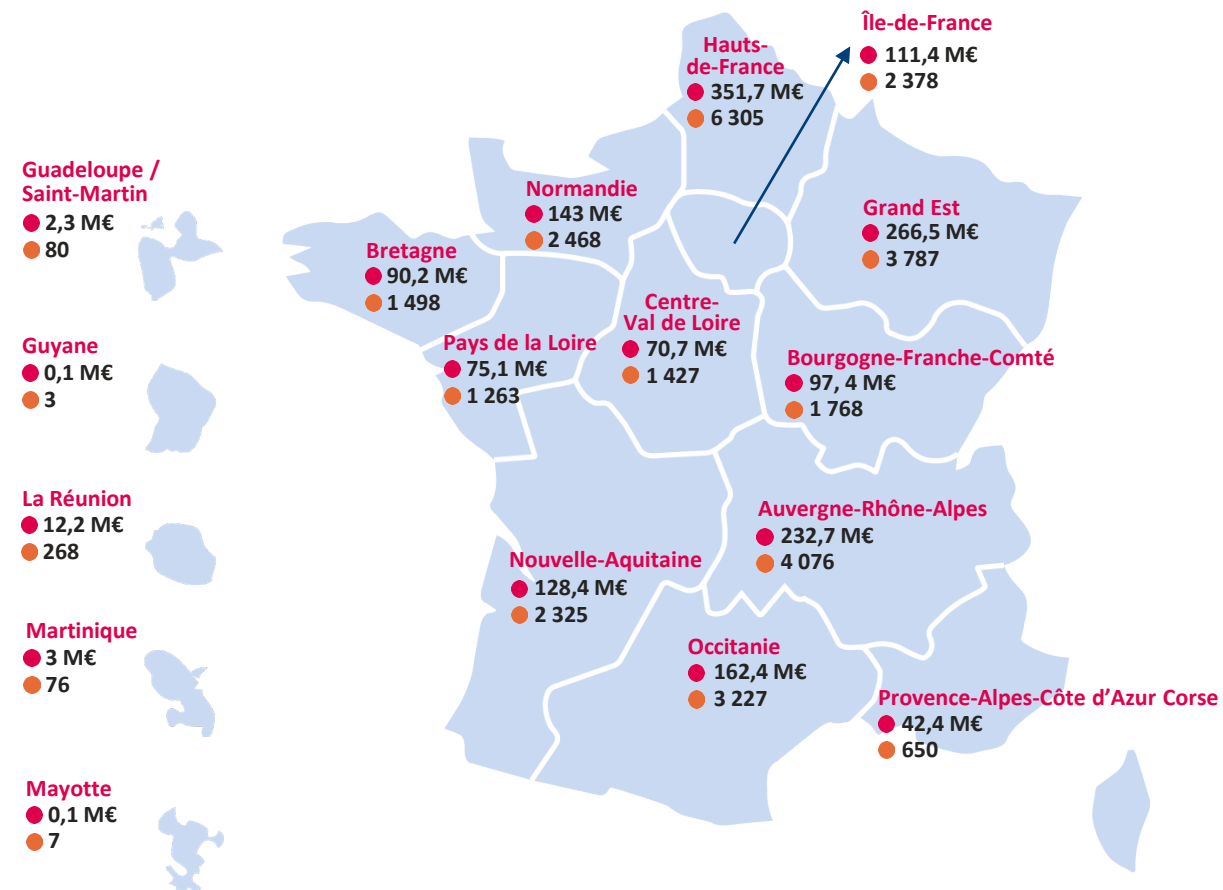 Île-de-France
111,4 M€
2 378
Hauts-
de-France
351,7 M€
6 305
Guadeloupe /
Saint-Martin
2,3 M€
80
Normandie
143 M€
2 468
Grand Est
266,5 M€
3 787
Bretagne
90,2 M€
1 498
Centre-
Val de Loire
70,7 M€
1 427
Guyane
0,1 M€
3
Pays de la Loire
75,1 M€
1 263
Bourgogne-Franche-Comté
97, 4 M€
1 768
La Réunion
12,2 M€
268
Auvergne-Rhône-Alpes
232,7 M€
4 076
Nouvelle-Aquitaine
128,4 M€
2 325
Martinique
3 M€
76
Occitanie
162,4 M€
3 227
Provence-Alpes-Côte d’Azur Corse
42,4 M€
650
Mayotte
0,1 M€
7